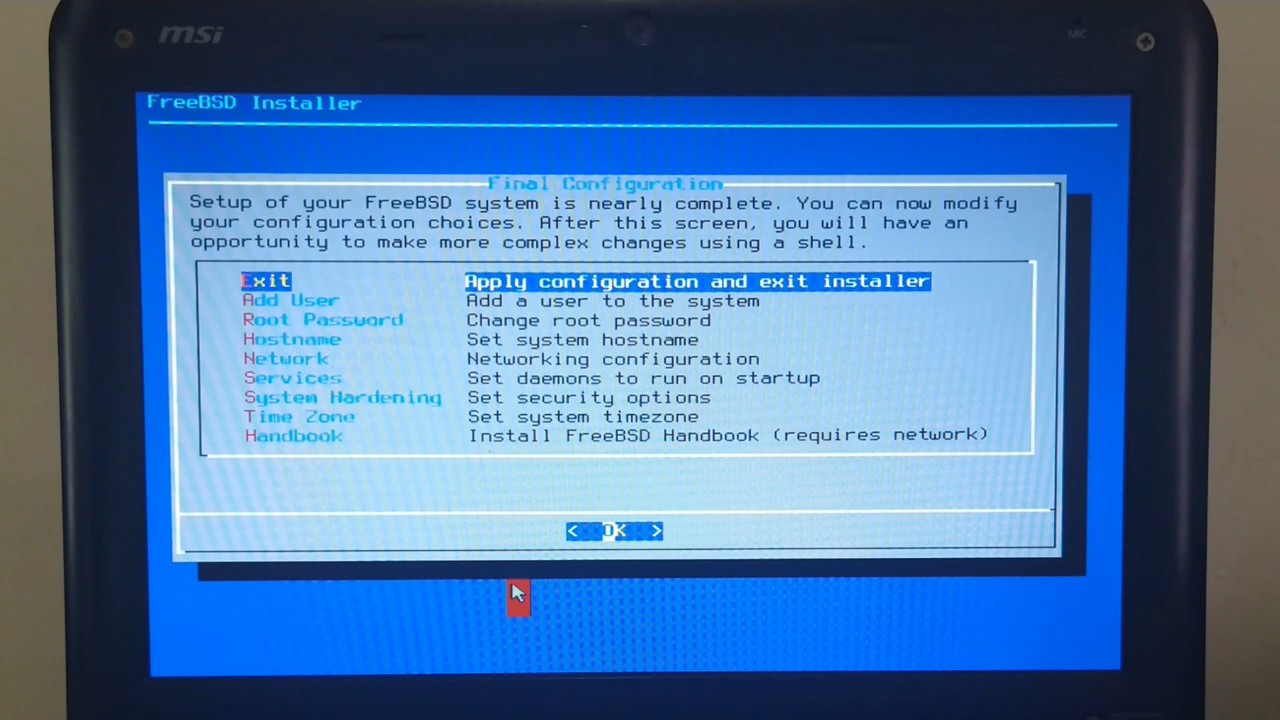 msi
MIC
FreeBSD Installer
Final Configuration
Setup of your FreeBSD system is nearly complete. You can now modify
your configuration choices. After this screen, you will have an
opportunity to make more complex changes using a shell.
Exit Apply configuration and exit installer
Add User Add a user to the system
Root Password Change root password
Hostname Set system hostname
Network Networking configuration
Services Set daemons to run on startup
System Hardening Set security options
Time Zone Set system timezone
Handbook Install FreeBSD Handbook (requires network)
< OK >